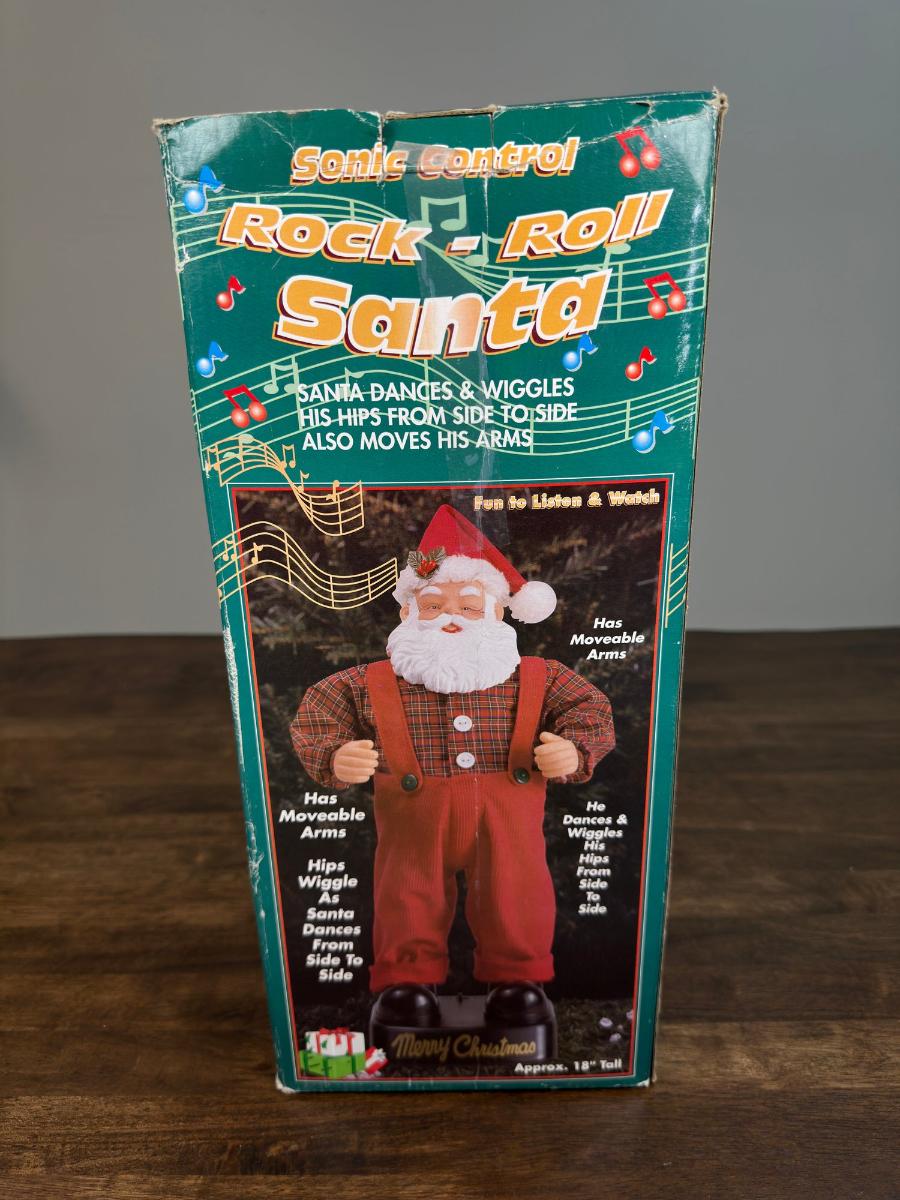 Sonic Control
Rock - Roll
Santa
SANTA DANCES & WIGGLES
HIS HIPS FROM SIDE TO SIDE
ALSO MOVES HIS ARMS
Fun to Listen & Watch
Has
Moveable
Arms
Has
Moveable
Arms
Hips
Wiggle
As
Santa
Dances
From
Side To
Side
He
Dances &
Wiggles
His
Hips
From
Side
To
Side
Merry Christmas
Approx. 18" Tall